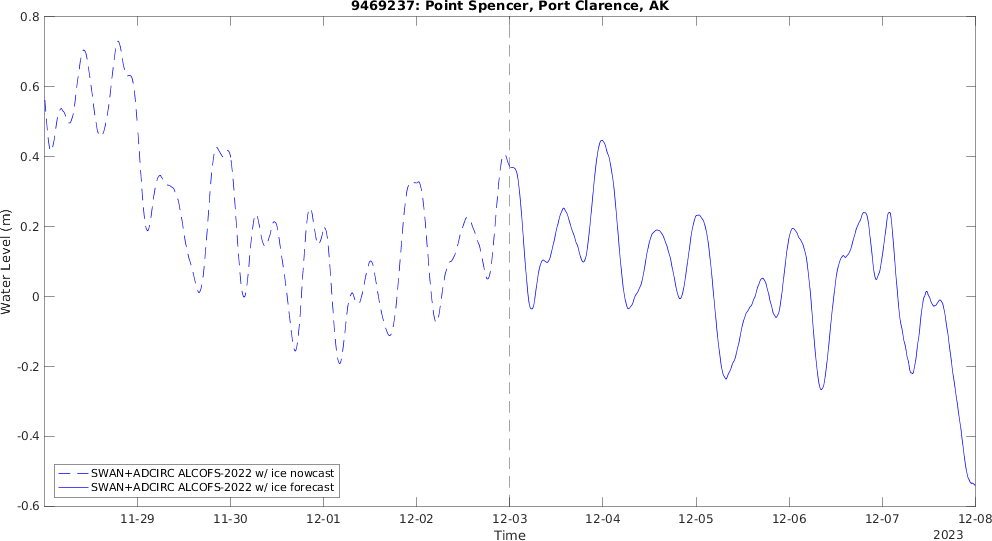 9469237: Point Spencer, Port Clarence, AK
0.8
0.6
0.4
0.2
0
-0.2
-0.4
-0.6
Water Level (m)
SWAN+ADCIRC ALCOFS-2022 w/ ice nowcast
SWAN+ADCIRC ALCOFS-2022 w/ ice forecast
11-29 11-30 12-01 12-02 12-03 12-04 12-05 12-06 12-07 12-08
Time
2023